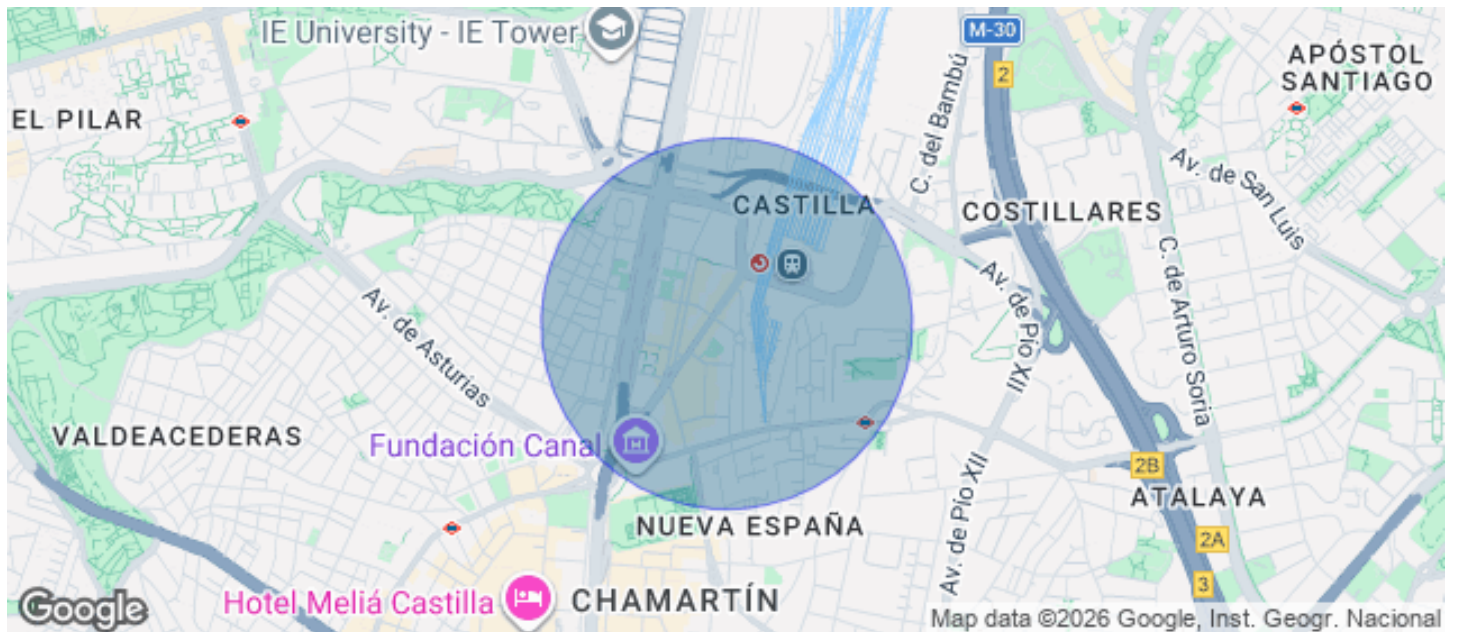 IE University - IE Tower
M-30
2
APÓSTOL
SANTIAGO
EL PILAR
C. del Bambú
Av. de San Luis
CASTILLA
COSTILLARES
C. de Arturo Soria
Av. de Pío XII
Av. de Asturias
VALDEACEDERAS
Fundación Canal
2B
ATALAYA
NUEVA ESPAÑA
Av. de Pío XII
2A
3
Hotel Meliá Castilla
CHAMARTÍN
Google
Map data ©2026 Google, Inst. Geogr. Nacional